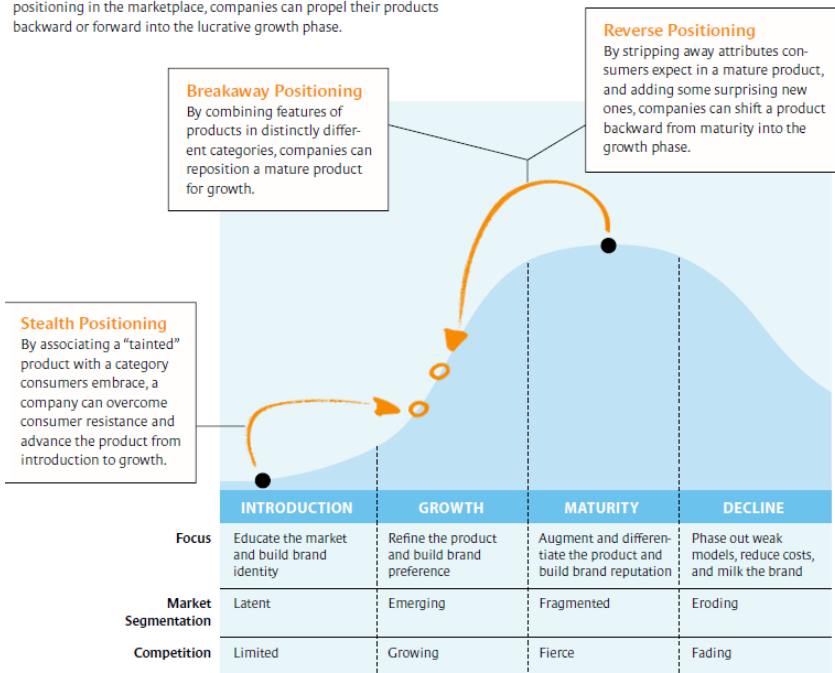 positioning in the marketplace, companies can propel their products
backward or forward into the lucrative growth phase.
Reverse Positioning
By stripping away attributes con-
sumers expect in a mature product,
and adding some surprising new
ones, companies can shift a product
backward from maturity into the
growth phase.
Breakaway Positioning
By combining features of
products in distinctly differ-
ent categories, companies can
reposition a mature product
for growth.
Stealth Positioning
By associating a “tainted”
product with a category
consumers embrace, a
company can overcome
consumer resistance and
advance the product from
introduction to growth.
INTRODUCTION GROWTH MATURITY DECLINE
Focus
Educate the market
and build brand
identity
Refine the product
and build brand
preference
Augment and differen-
tiate the product and
build brand reputation
Phase out weak
models, reduce costs,
and milk the brand
Market
Segmentation
Latent
Emerging
Fragmented
Eroding
Competition
Limited
Growing
Fierce
Fading